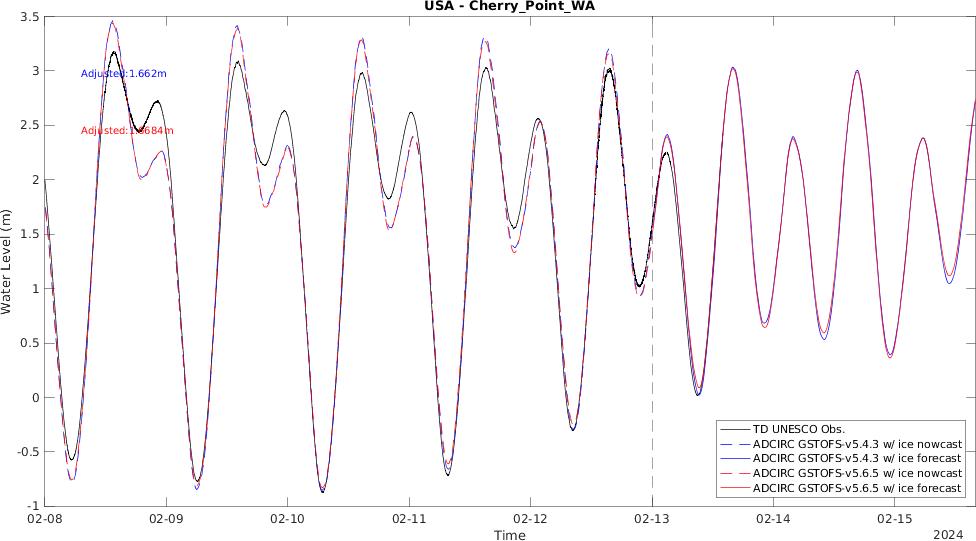 USA - Cherry_Point_WA
3.5
3
2.5
2
1.5
1
0.5
0
-0.5
-1
Water Level (m)
Adjusted:1.662m
Adjusted:1.6684m
TD UNESCO Obs.
ADCIRC GSTOFS-v5.4.3 w/ ice nowcast
ADCIRC GSTOFS-v5.4.3 w/ ice forecast
ADCIRC GSTOFS-v5.6.5 w/ ice nowcast
ADCIRC GSTOFS-v5.6.5 w/ ice forecast
02-08 02-09 02-10 02-11 02-12 02-13 02-14 02-15
Time
2024